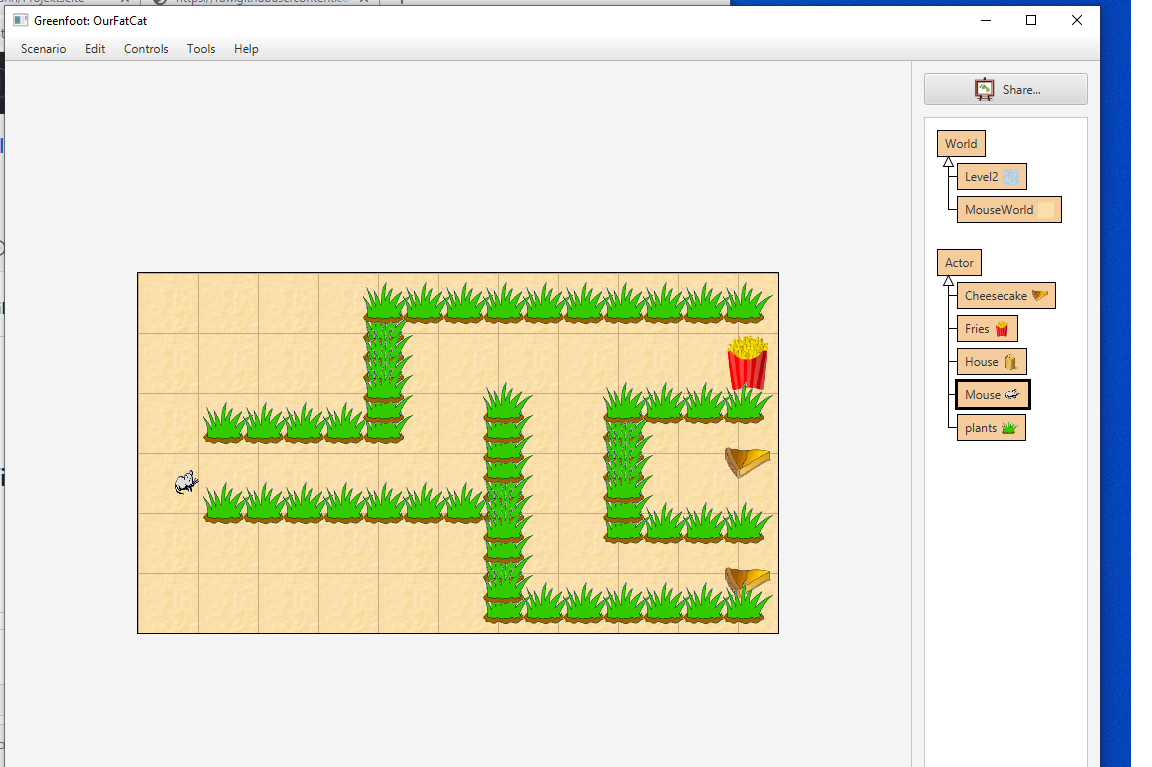 Greenfoot: OurFatCat
Scenario Edit Controls Tools Help
Share...
World
Level2
MouseWorld
Actor
Cheesecake
Fries
House
Mouse
plants